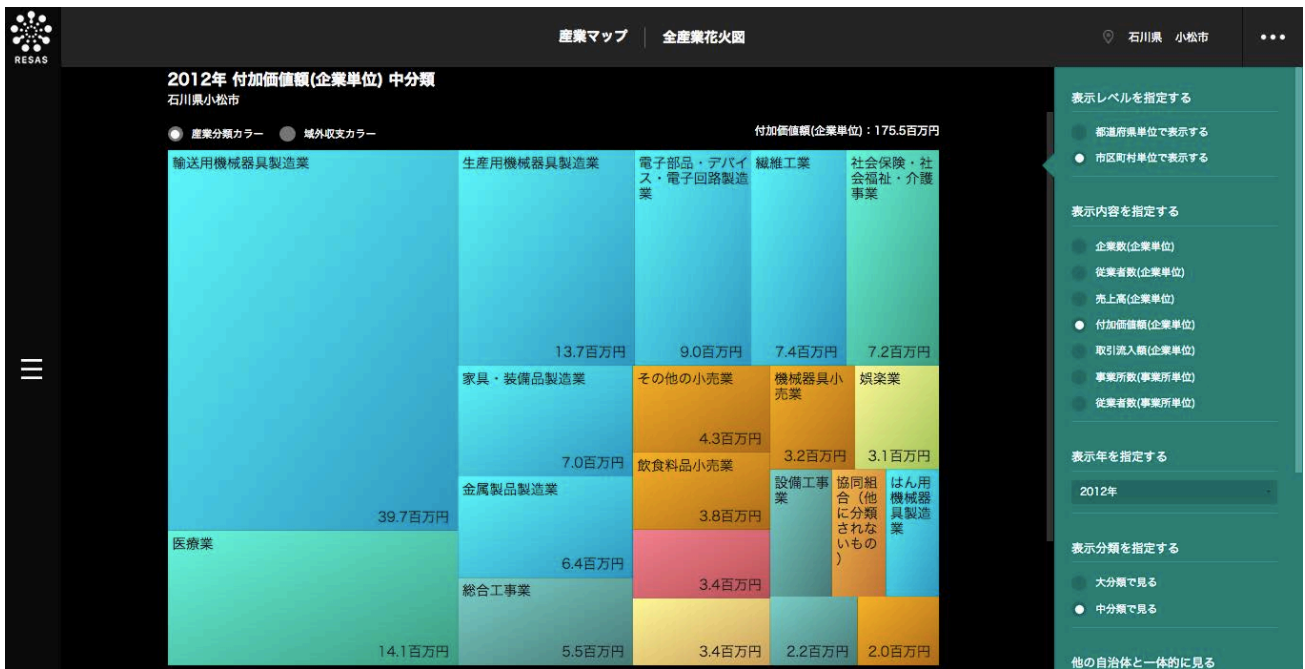 RESAS
産業マップ
全産業花火図
石川県 小松市
•••
2012年 付加価値額(企業単位) 中分類
石川県小松市
産業分類カラー
域外収支カラー
付加価値額(企業単位)：175.5百万円
輸送用機械器具製造業
39.7百万円
医療業
14.1百万円
生産用機械器具製造業
13.7百万円
家具・装備品製造業
7.0百万円
金属製品製造業
6.4百万円
総合工事業
5.5百万円
電子部品・デバイ
ス・電子回路製造
業
9.0百万円
繊維工業
7.4百万円
社会保険・社
会福祉・介護
事業
7.2百万円
その他の小売業
4.3百万円
飲食料品小売業
3.8百万円
3.4百万円
3.4百万円
機械器具小
売業
3.2百万円
娯楽業
3.1百万円
設備工事
業
協同組
合（他
に分類
されな
いもの
）
はん用
機械器
具製造
業
2.2百万円
2.0百万円
表示レベルを指定する
都道府県単位で表示する
市区町村単位で表示する
表示内容を指定する
企業数(企業単位)
従業者数(企業単位)
売上高(企業単位)
付加価値額(企業単位)
取引流入額(企業単位)
事業所数(事業所単位)
従業者数(事業所単位)
表示年を指定する
2012年
表示分類を指定する
大分類で見る
中分類で見る
他の自治体と一体的に見る